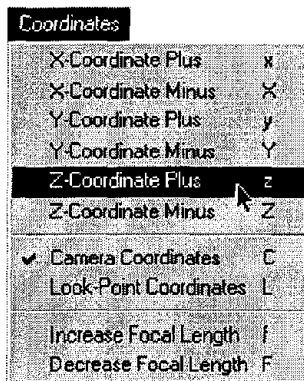 Coordinates
X-Coordinate Plus x
X-Coordinate Minus X
Y-Coordinate Plus y
Y-Coordinate Minus Y
Z-Coordinate Plus z
Z-Coordinate Minus Z
✔ Camera Coordinates C
Look-Point Coordinates L
Increase Focal Length f
Decrease Focal Length F